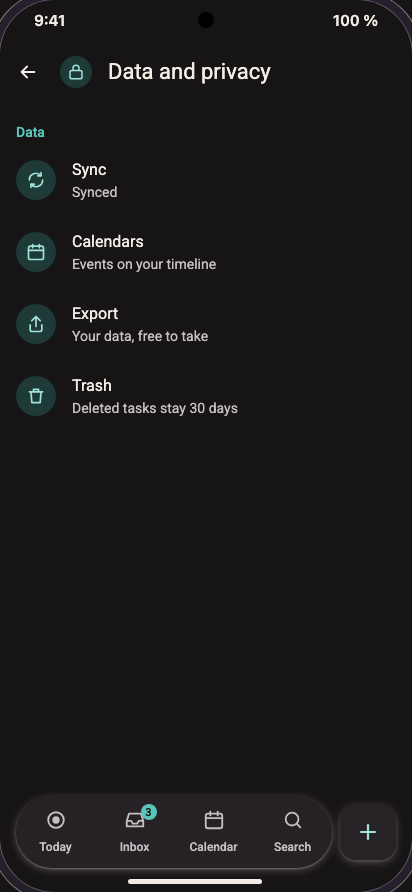 9:41
100 %
Data and privacy
Data
Sync
Synced
Calendars
Events on your timeline
Export
Your data, free to take
Trash
Deleted tasks stay 30 days
3
Today
Inbox
Calendar
Search